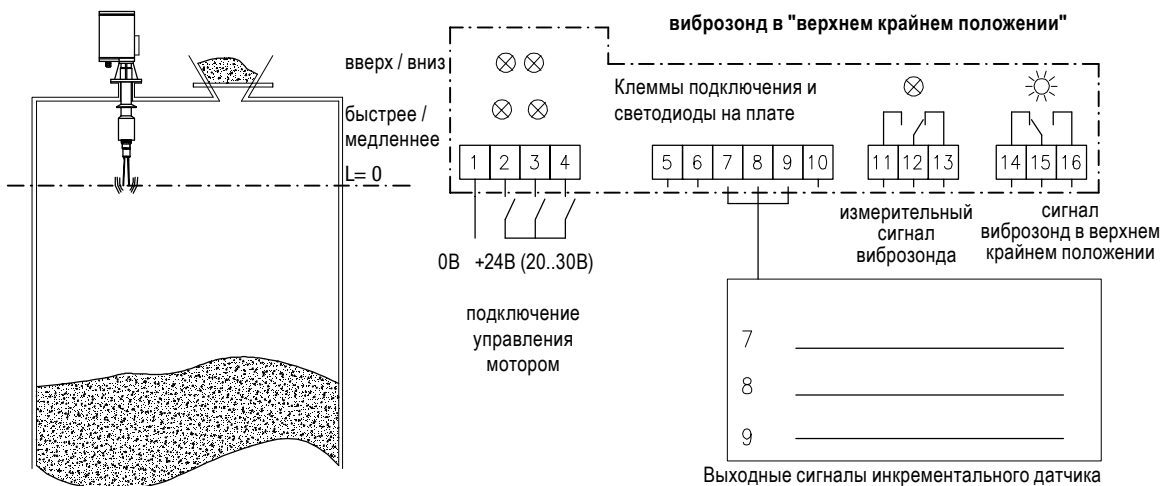 виброзонд в "верхнем крайнем положении"
вверх / вниз
быстрее /
медленнее
L= 0
Клеммы подключения и
светодиоды на плате
1 2 3 4
5 6 7 8 9 10
11 12 13
14 15 16
0В +24В (20..30В)
подключение
управления
мотором
измерительный
сигнал
виброзонда
сигнал
виброзонд в верхнем
крайнем положении
7
8
9
Выходные сигналы инкрементального датчика